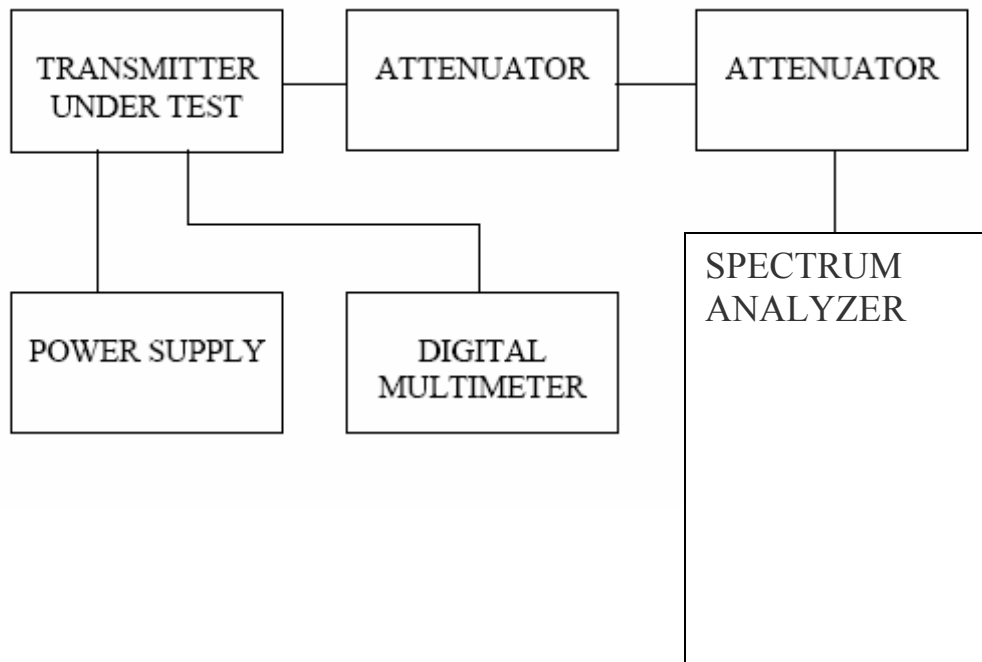 TRANSMITTER
UNDER TEST
ATTENUATOR
ATTENUATOR
POWER SUPPLY
DIGITAL
MULTIMETER
SPECTRUM
ANALYZER